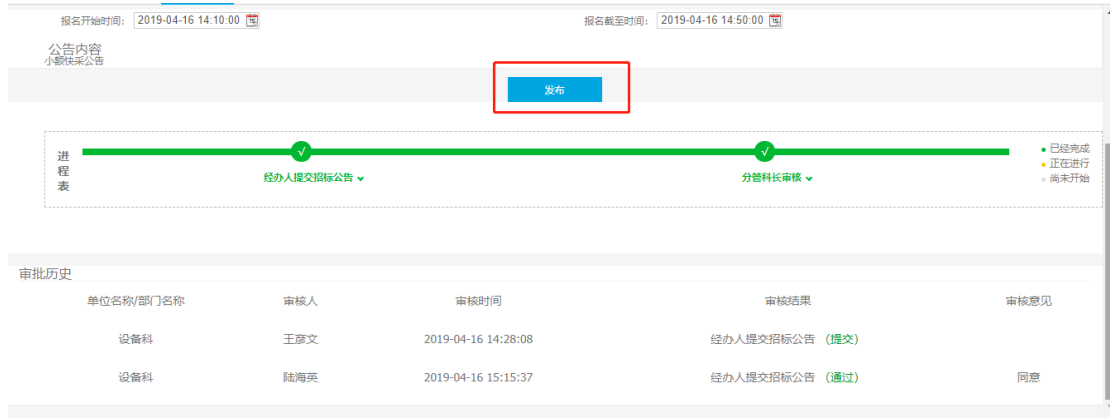 报名开始时间: 2019-04-16 14:10:00 报名截至时间: 2019-04-16 14:50:00
公告内容
小额快采公告
发布
进程表
经办人提交招标公告 分管科长审核
已经完成
正在进行
尚未开始
审批历史
单位名称/部门名称 审核人 审核时间 审核结果 审核意见
设备科 王彦文 2019-04-16 14:28:08 经办人提交招标公告 (提交)
设备科 陆海英 2019-04-16 15:15:37 经办人提交招标公告 (通过) 同意